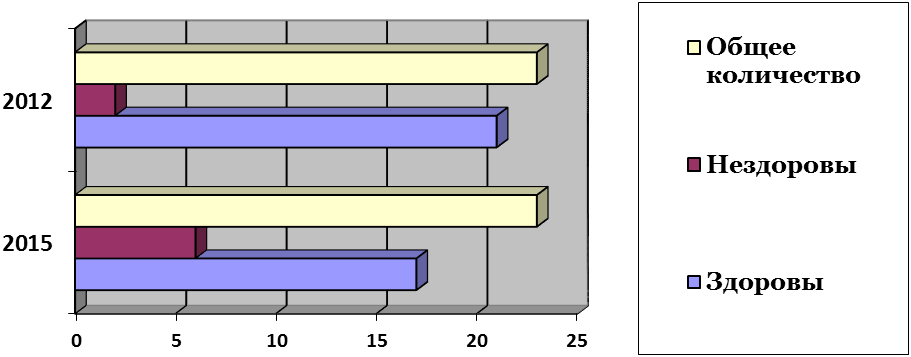 2012
2015
0 5 10 15 20 25
Общее
количество
Нездоровы
Здоровы